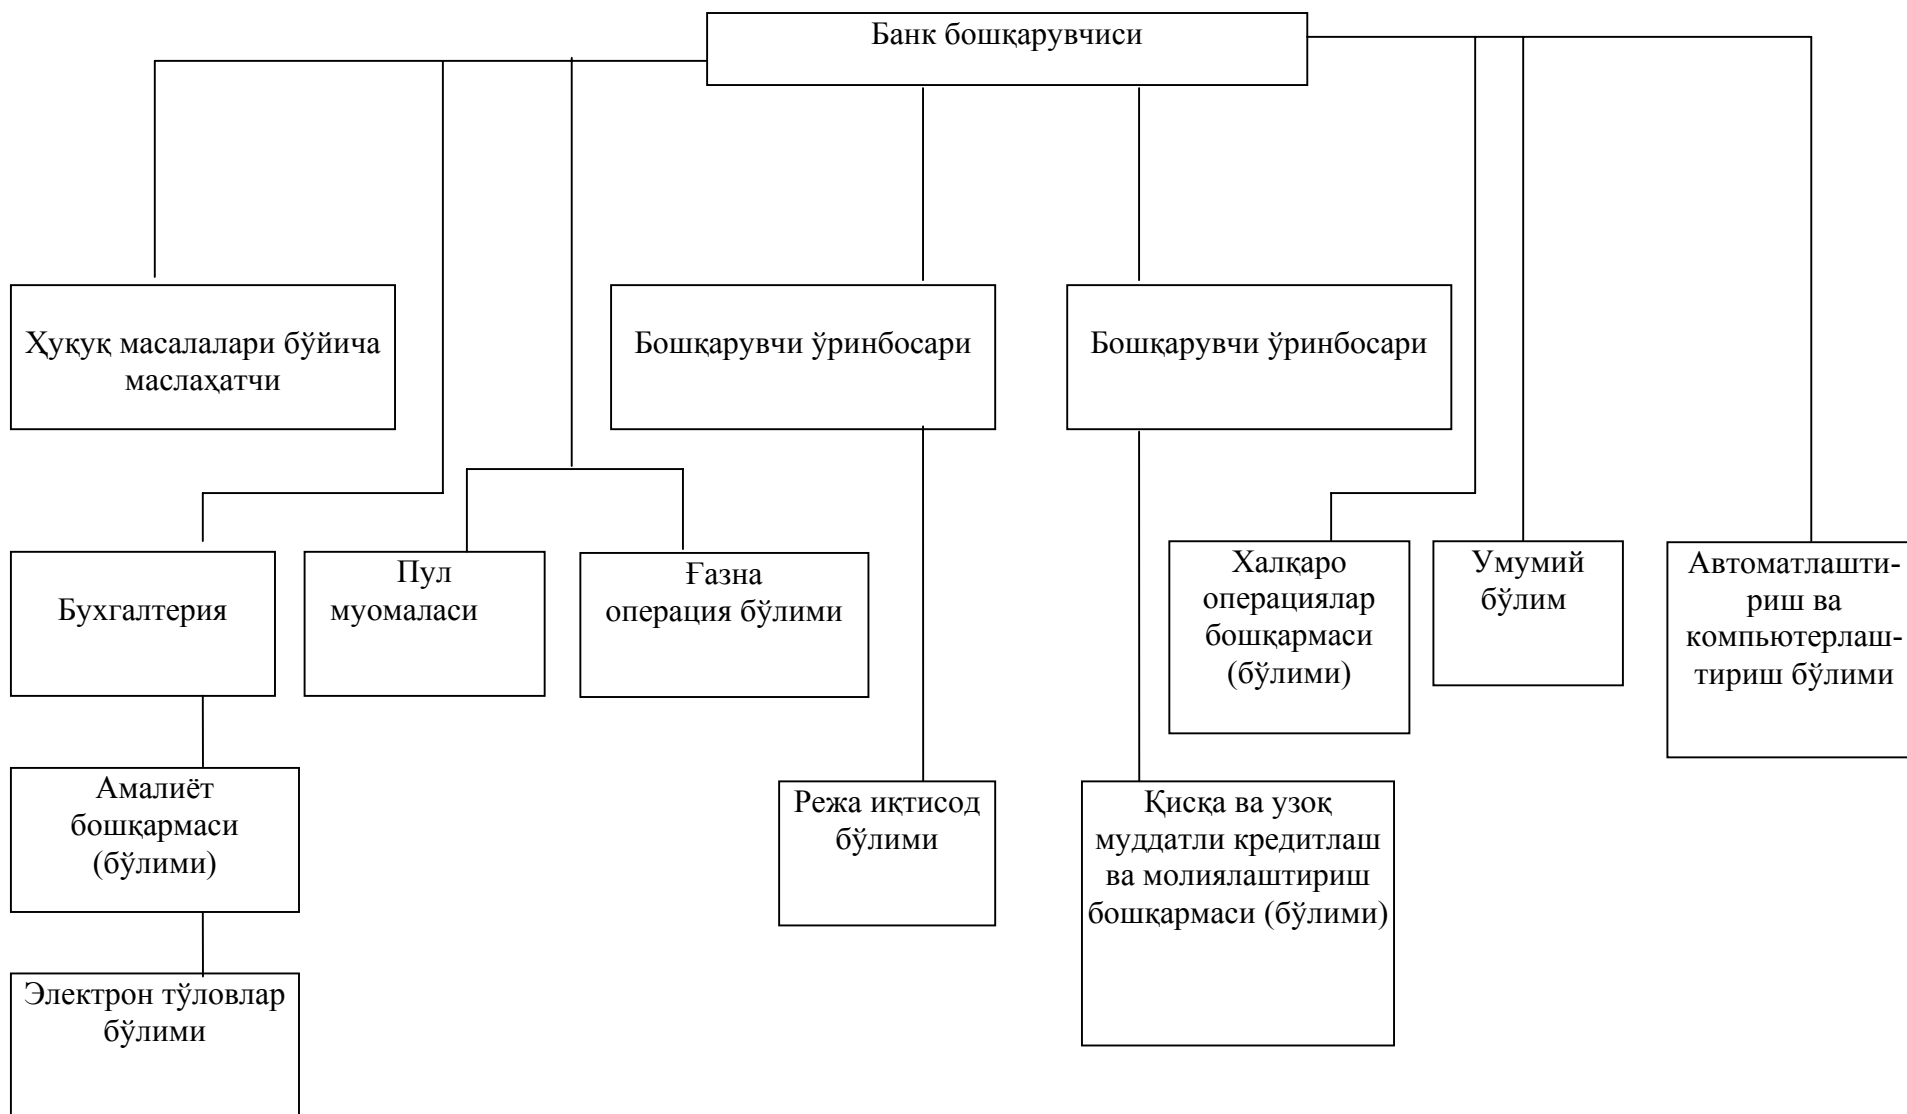 Банк бошқарувчиси
Ҳуқуқ масалалари бўйича
маслаҳатчи
Бошқарувчи ўринбосари
Бошқарувчи ўринбосари
Бухгалтерия
Пул
муомаласи
Ғазна
операция бўлими
Халқаро
операциялар
бошқармаси
(бўлими)
Умумий
бўлим
Автоматлашти-
риш ва
компьютерлаш-
тириш бўлими
Амалиёт
бошқармаси
(бўлими)
Режа иқтисод
бўлими
Қисқа ва узоқ
муддатли кредитлаш
ва молиялаштириш
бошқармаси (бўлими)
Электрон тўловлар
бўлими